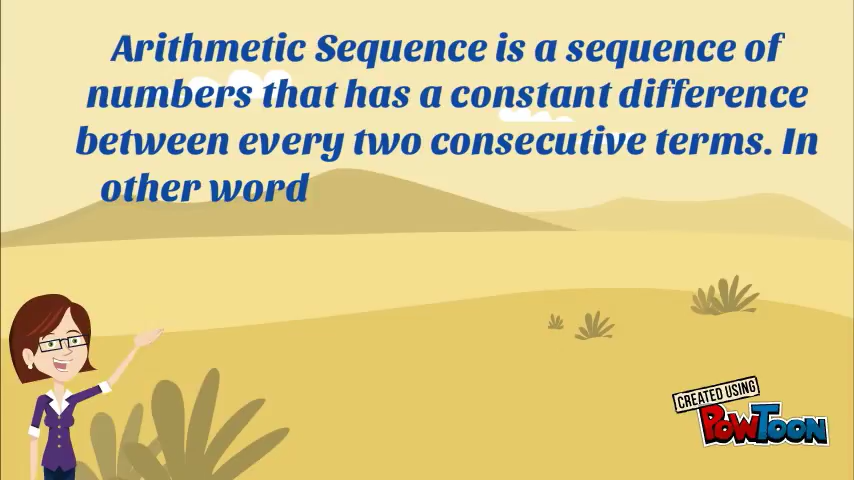 Arithmetic Sequence is a sequence of
numbers that has a constant difference
between every two consecutive terms. In
other word
CREATED USING
POWTOON